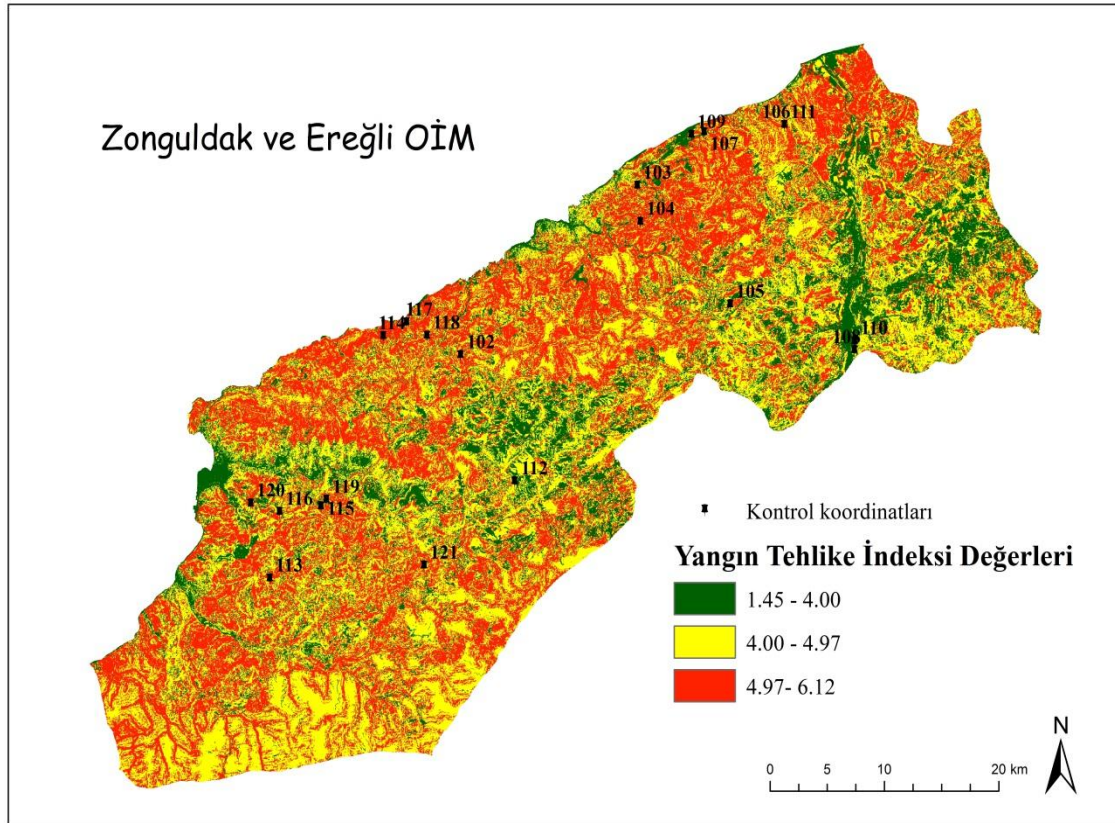 Zonguldak ve Ereğli OİM
109
106 111
107
103
104
105
117
114
118
102
110
108
112
119
120
116
115
121
113
Kontrol koordinatları
Yangın Tehlike İndeksi Değerleri
1.45 - 4.00
4.00 - 4.97
4.97- 6.12
N
0 5 10 20 km